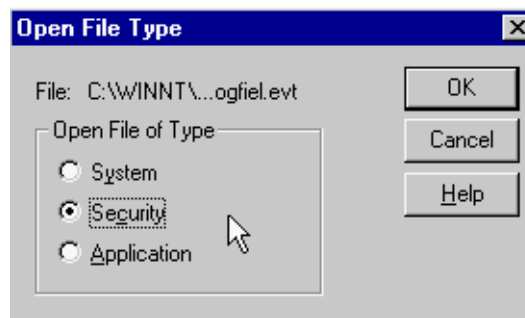 Open File Type
File: C:\WINNT\...ogfiel.evt
OK
Open File of Type
Cancel
System
Help
Security
Application